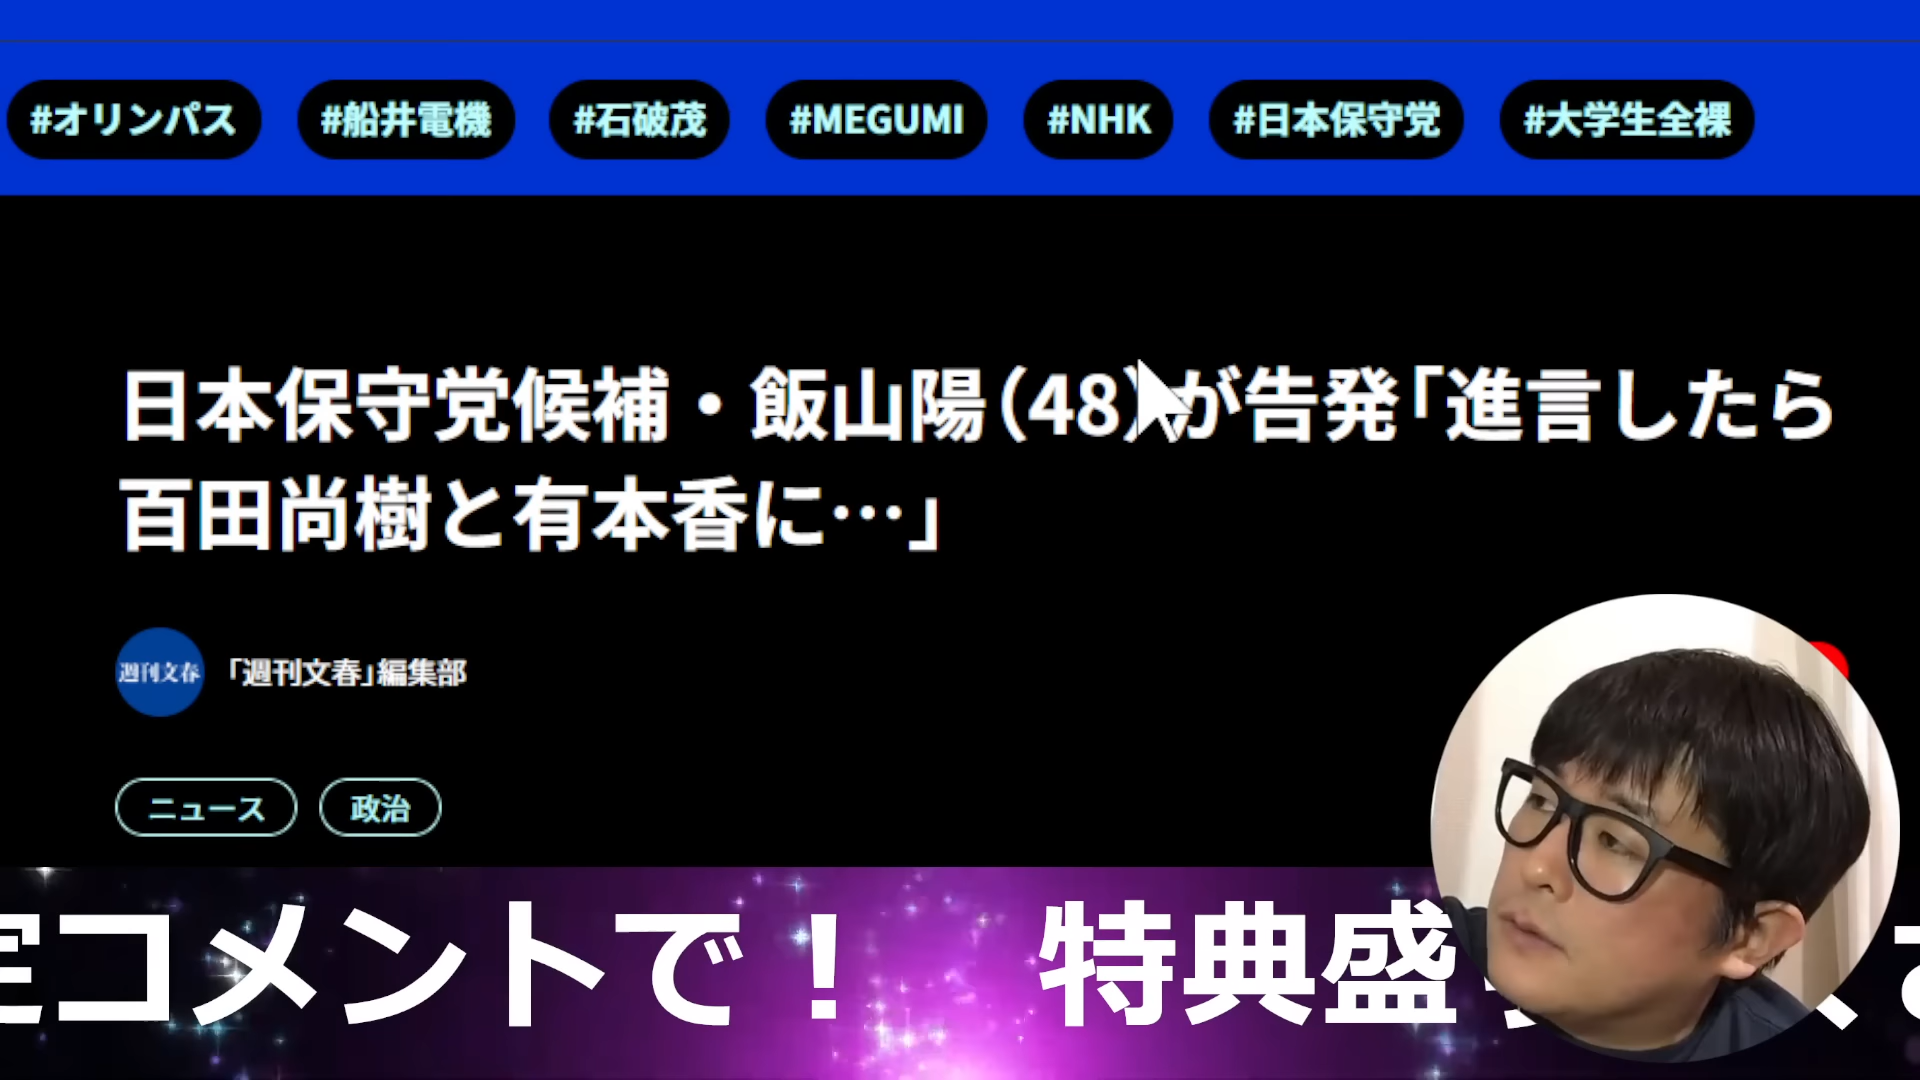 #オリンパス #船井電機 #石破茂 #MEGUMI #NHK #日本保守党 #大学生全裸
日本保守党候補・飯山陽（48）が告発「進言したら
百田尚樹と有本香に…」
週刊文春 「週刊文春」編集部
ニュース 政治
コメントで！ 特典盛